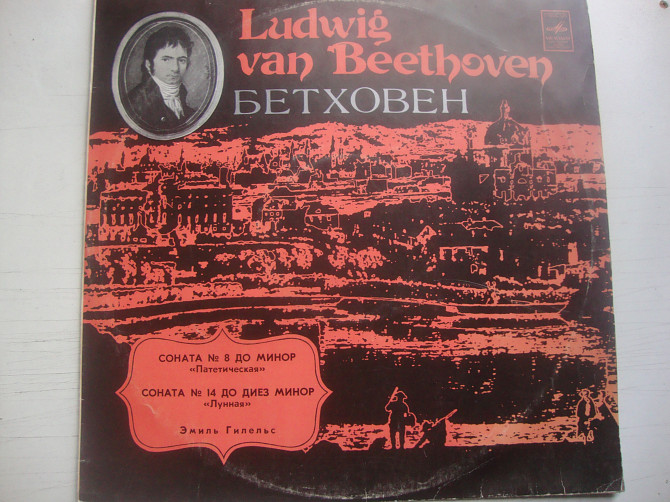 Ludwig
van Beethoven
БЕТХОВЕН
СОНАТА № 8 ДО МИНОР
«Патетическая»
СОНАТА № 14 ДО ДИЕЗ МИНОР
«Лунная»
Эмиль Гилельс